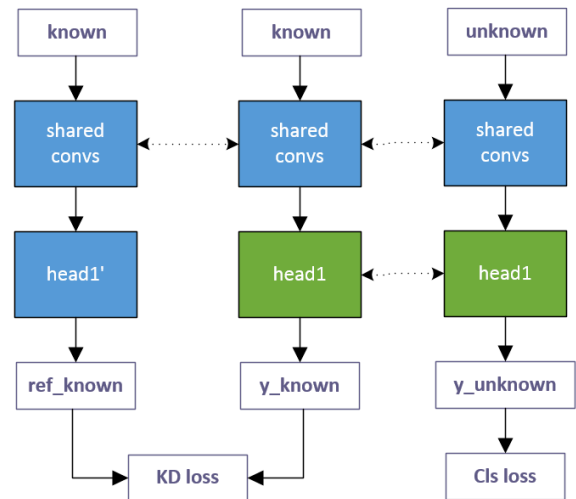 known
known
unknown
shared
convs
shared
convs
shared
convs
head1'
head1
head1
ref_known
y_known
y_unknown
KD loss
Cls loss